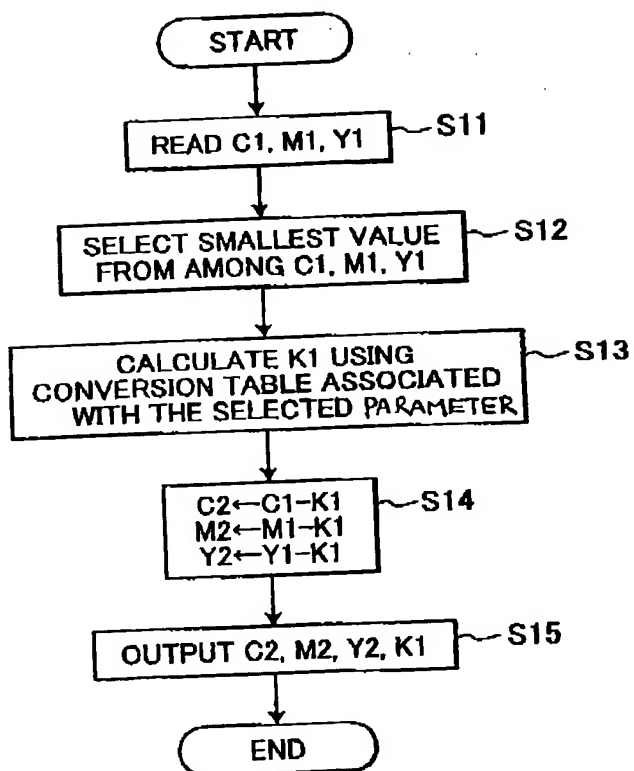 START
READ C1, M1, Y1
S11
SELECT SMALLEST VALUE
FROM AMONG C1, M1, Y1
S12
CALCULATE K1 USING
CONVERSION TABLE ASSOCIATED
WITH THE SELECTED PARAMETER
S13
C2←C1-K1
M2←M1-K1
Y2←Y1-K1
S14
OUTPUT C2, M2, Y2, K1
S15
END